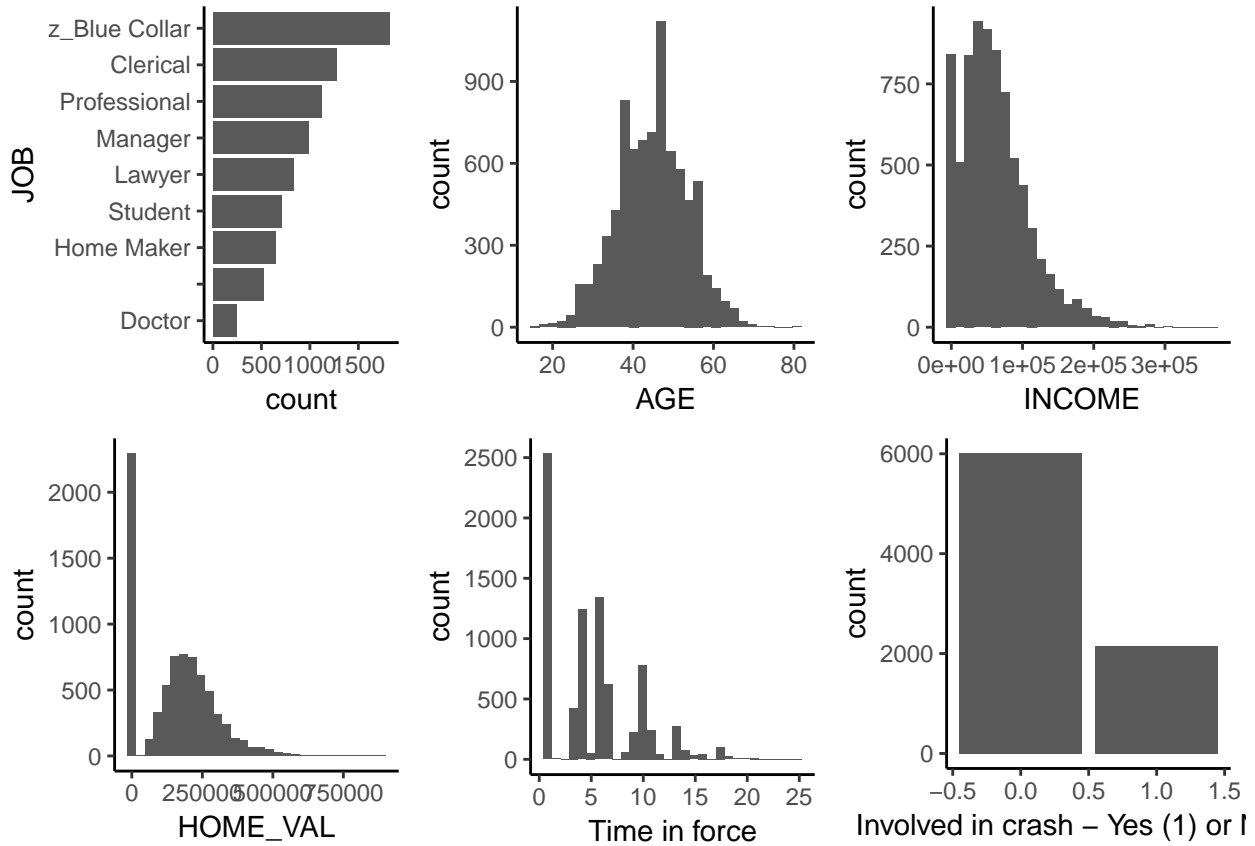 JOB
z_Blue Collar
Clerical
Professional
Manager
Lawyer
Student
Home Maker
Doctor
0 500 1000 1500
count
count
900
600
300
0
20 40 60 80
AGE
count
750
500
250
0
0e+00 1e+05 2e+05 3e+05
INCOME
count
2000
1500
1000
500
0
0 250000 500000 750000
HOME_VAL
count
2500
2000
1500
1000
500
0
0 5 10 15 20 25
Time in force
count
6000
4000
2000
0
−0.5 0.0 0.5 1.0 1.5
Involved in crash − Yes (1) or N